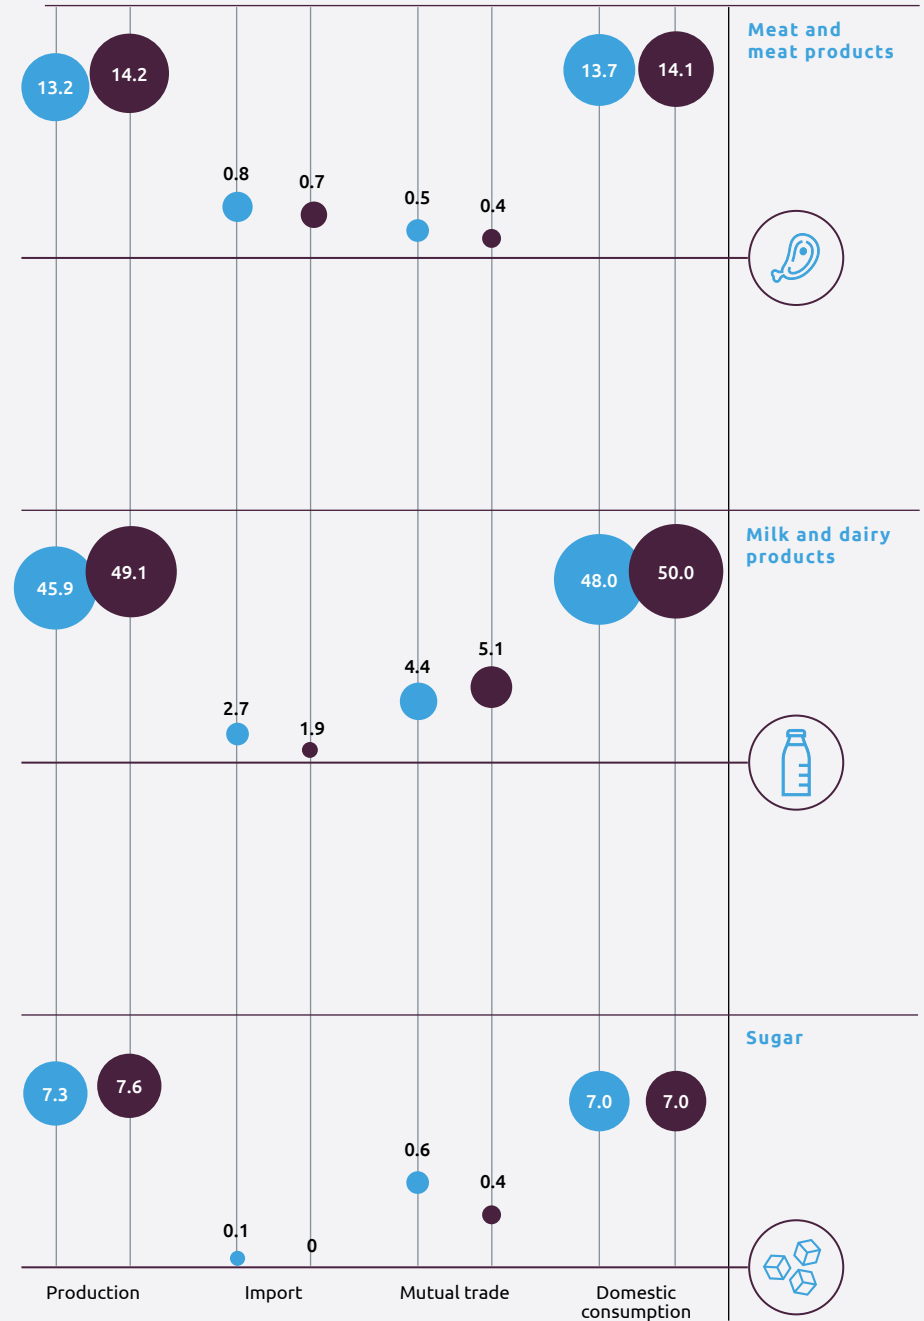 Meat and
meat products
13.2
14.2
13.7
14.1
0.8
0.7
0.5
0.4
Milk and dairy
products
45.9
49.1
48.0
50.0
4.4
5.1
2.7
1.9
Sugar
7.3
7.6
7.0
7.0
0.6
0.4
0.1
0
Production
Import
Mutual trade
Domestic
consumption